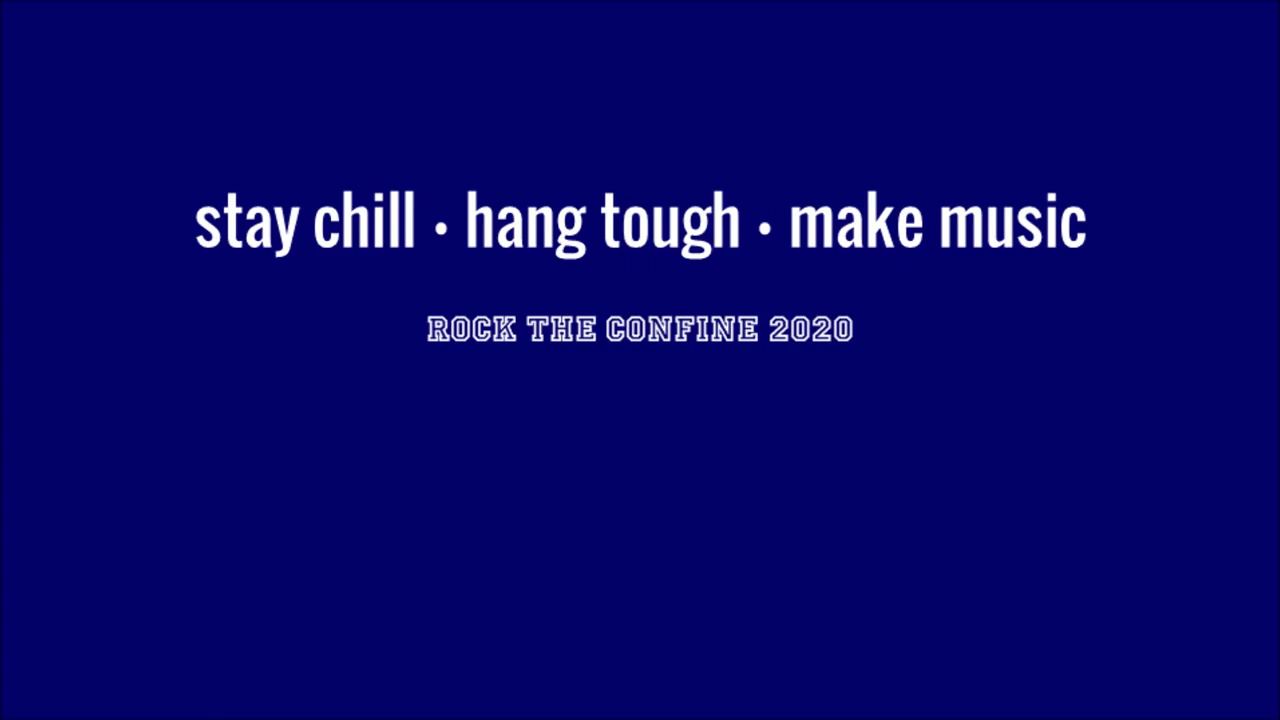 stay chill • hang tough • make music
ROCK THE CONFINE 2020